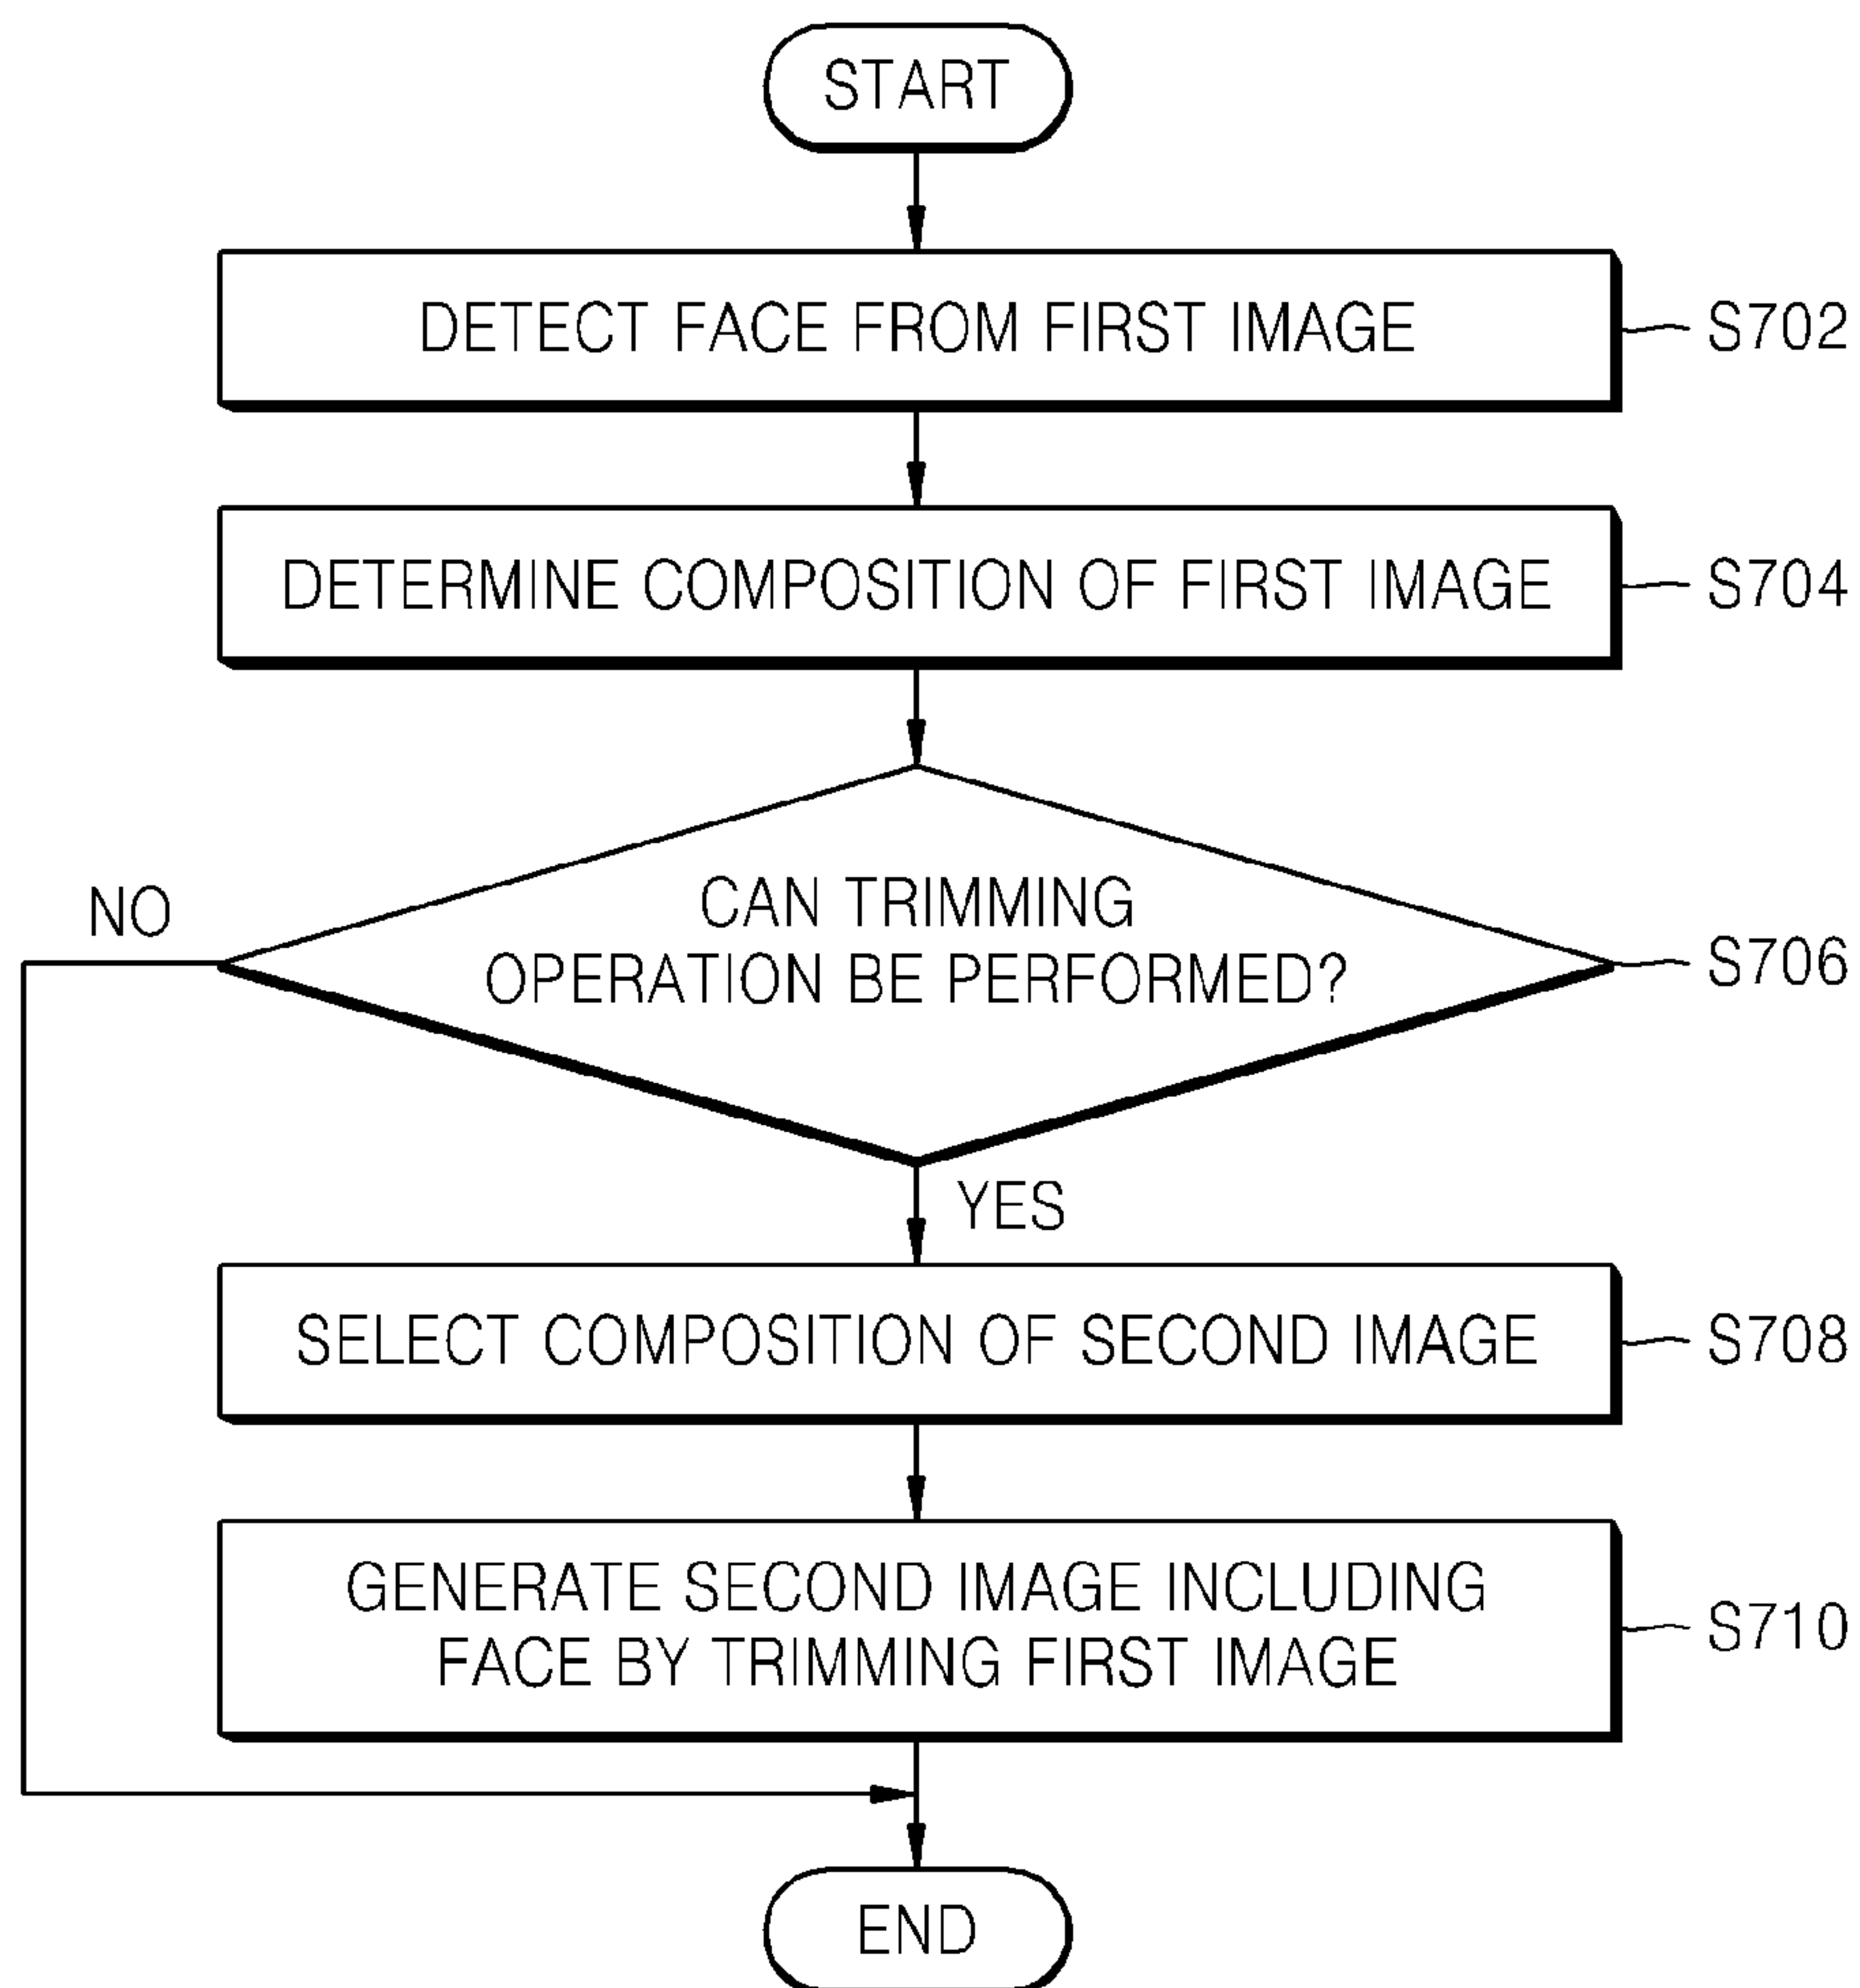 START
DETECT FACE FROM FIRST IMAGE
S702
DETERMINE COMPOSITION OF FIRST IMAGE
S704
CAN TRIMMING
OPERATION BE PERFORMED?
S706
NO
YES
SELECT COMPOSITION OF SECOND IMAGE
S708
GENERATE SECOND IMAGE INCLUDING
FACE BY TRIMMING FIRST IMAGE
S710
END